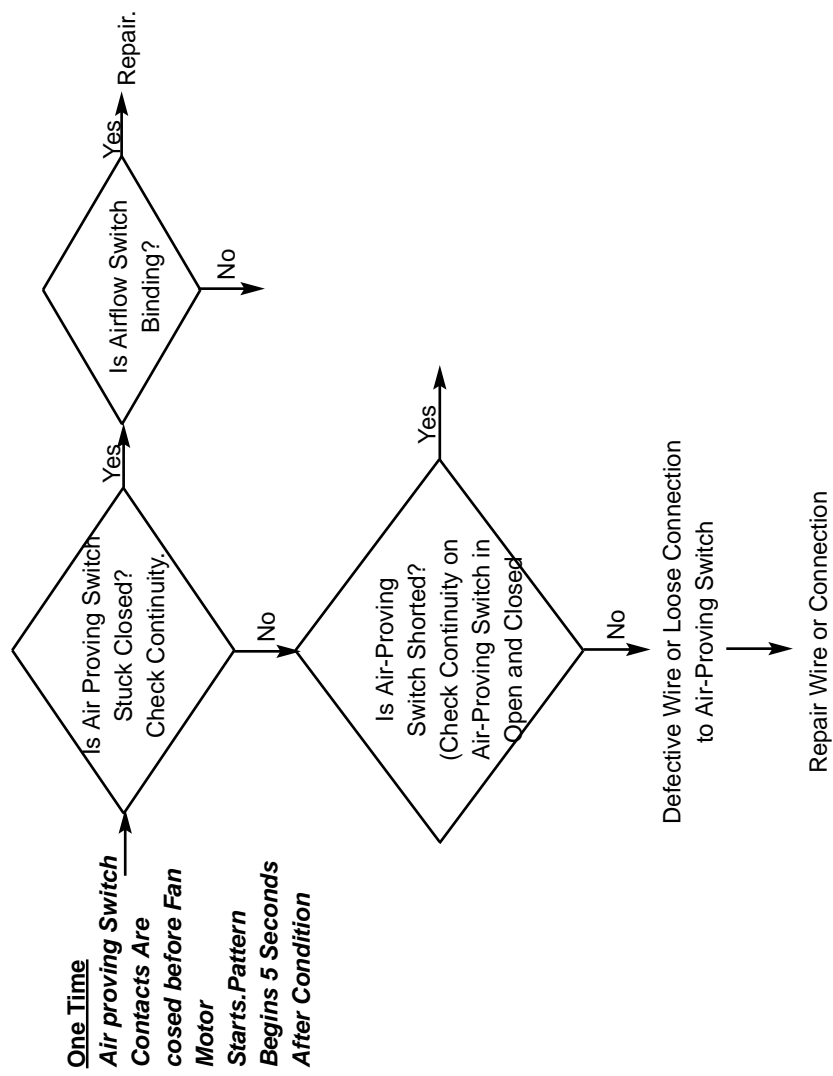 One Time
Air proving Switch
Contacts Are
cosed before Fan
Motor
Starts.Pattern
Begins 5 Seconds
After Condition
Is Air Proving Switch
Stuck Closed?
Check Continuity.
Yes
Is Airflow Switch
Binding?
Yes
Repair.
No
No
Is Air-Proving
Switch Shorted?
(Check Continuity on
Air-Proving Switch in
Open and Closed
Yes
No
Defective Wire or Loose Connection
to Air-Proving Switch
Repair Wire or Connection